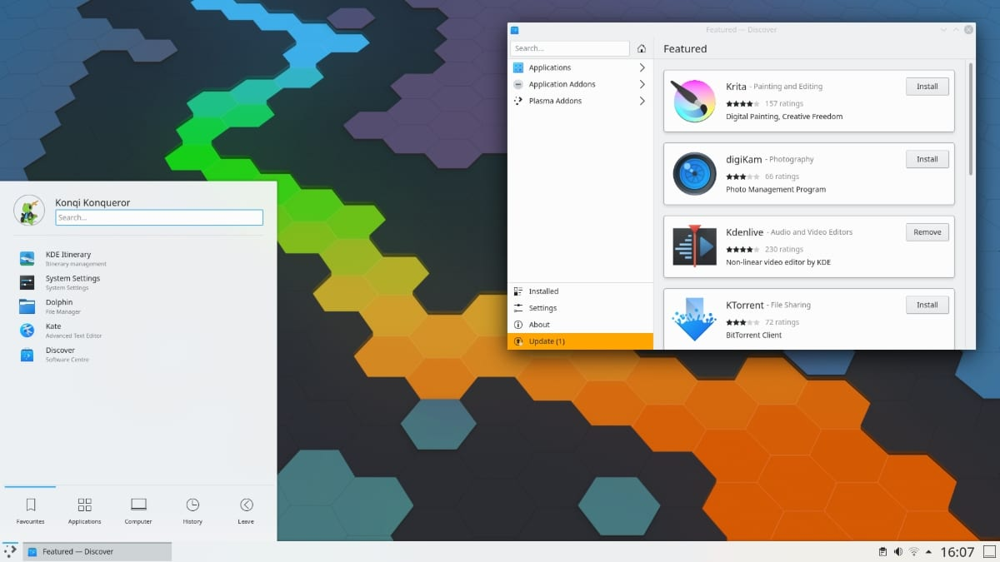 Featured — Discover
Search...
Featured
Applications
Application Addons
Plasma Addons
Krita - Painting and Editing
157 ratings
Digital Painting, Creative Freedom
Install
digiKam - Photography
66 ratings
Photo Management Program
Install
Kdenlive - Audio and Video Editors
230 ratings
Non-linear video editor by KDE
Remove
KTorrent - File Sharing
72 ratings
BitTorrent Client
Install
Installed
Settings
About
Update (1)
Konqi Konqueror
Search...
KDE Itinerary
Itinerary management
System Settings
System Settings
Dolphin
File Manager
Kate
Advanced Text Editor
Discover
Software Centre
Favourites
Applications
Computer
History
Leave
Featured — Discover
16:07